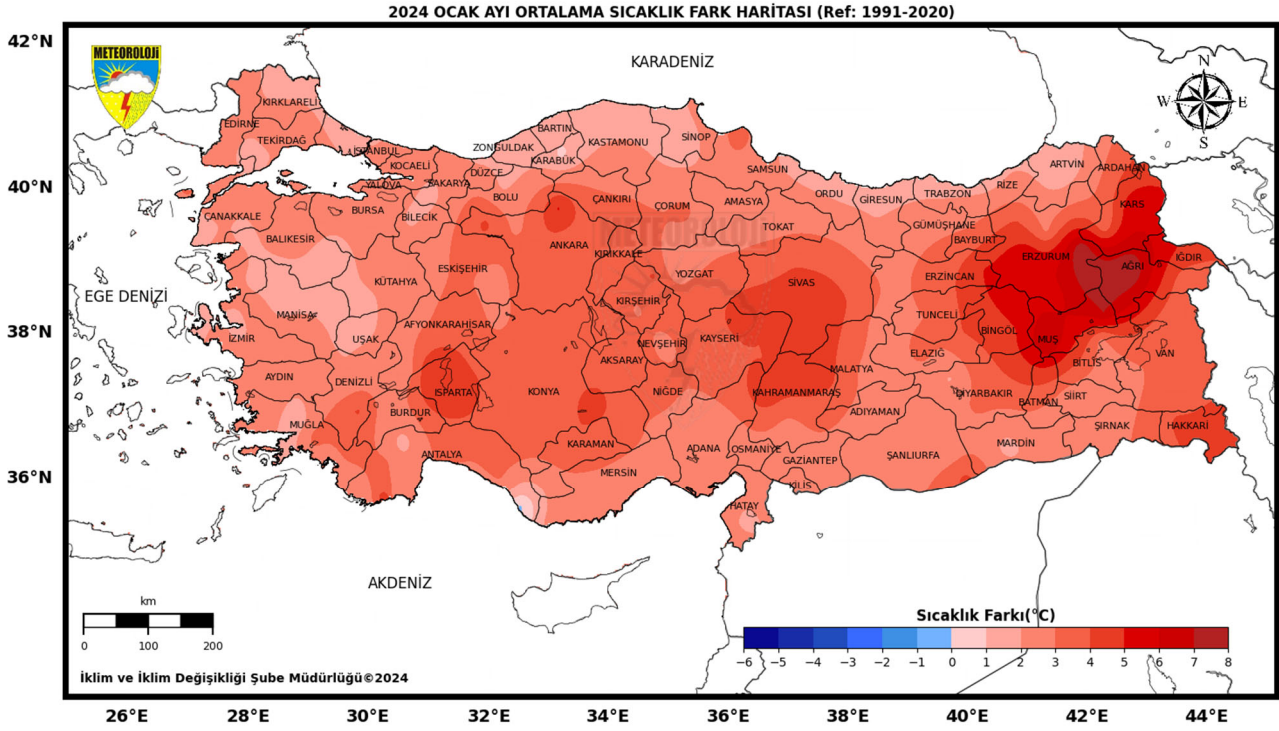 2024 OCAK AYI ORTALAMA SICAKLIK FARK HARİTASI (Ref: 1991-2020)
42°N
40°N
38°N
36°N
METEOROLOJİ
KARADENİZ
N
W
E
S
KIRKLARELİ
EDİRNE
TEKİRDAĞ
İSTANBUL
KOCAELİ
YALOVA
SAKARYA
DÜZCE
ZONGULDAK
BARTIN
KARABÜK
KASTAMONU
SİNOP
SAMSUN
ORDU
GİRESUN
TRABZON
RİZE
ARTVİN
ARDAHAN
KARS
ÇANAKKALE
BURSA
BİLECİK
BOLU
ÇANKIRI
ÇORUM
AMASYA
TOKAT
GÜMÜŞHANE
BAYBURT
BALIKESİR
ANKARA
KIRIKKALE
METEOROLOJİ
ERZURUM
AĞRI
IĞDIR
ESKİŞEHİR
KÜTAHYA
YOZGAT
SİVAS
ERZİNCAN
EGE DENİZİ
MANİSA
KIRŞEHİR
TUNCELİ
AFYONKARAHİSAR
İZMİR
UŞAK
NEVŞEHİR
KAYSERİ
BİNGÖL
MUŞ
AKSARAY
ELAZIĞ
BİTLİS
VAN
AYDIN
DENİZLİ
ISPARTA
KONYA
NİĞDE
KAHRAMANMARAŞ
MALATYA
DİYARBAKIR
BATMAN
SİİRT
BURDUR
MUĞLA
ADIYAMAN
ŞIRNAK
HAKKARİ
ANTALYA
KARAMAN
ADANA
OSMANİYE
MARDİN
MERSİN
GAZİANTEP
ŞANLIURFA
KİLİS
HATAY
AKDENİZ
km
0
100
200
Sıcaklık Farkı(°C)
−6 −5 −4 −3 −2 −1 0 1 2 3 4 5 6 7 8
İklim ve İklim Değişikliği Şube Müdürlüğü©2024
26°E 28°E 30°E 32°E 34°E 36°E 38°E 40°E 42°E 44°E